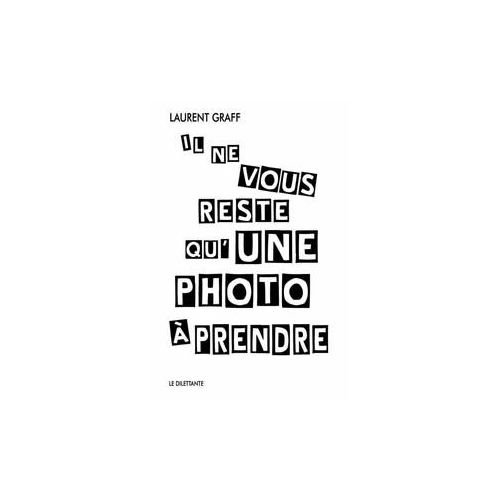 LAURENT GRAFF
IL NE
VOUS
RESTE
QU'UNE
PHOTO
À PRENDRE
LE DILETTANTE